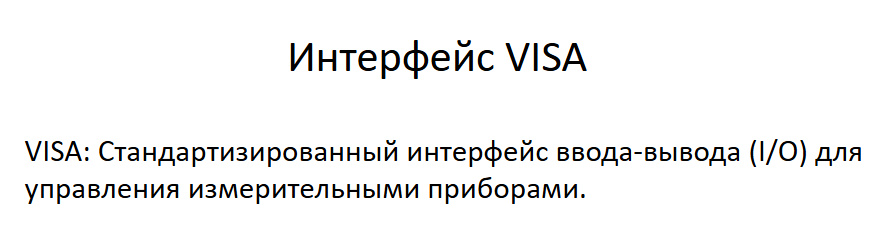 Интерфейс VISA
VISA: Стандартизированный интерфейс ввода-вывода (I/O) для
управления измерительными приборами.